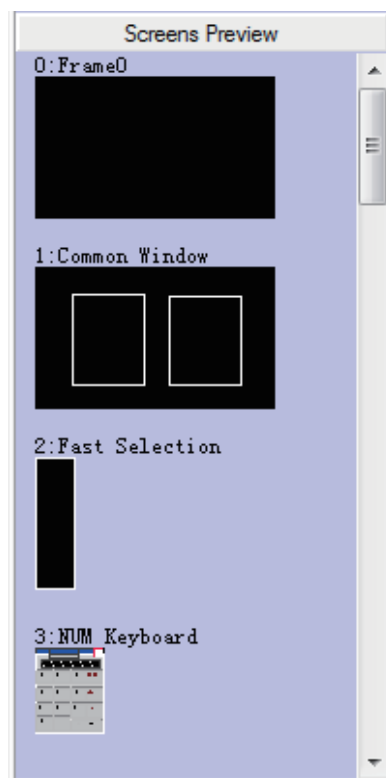 Screens Preview
0:Frame0
1:Common Window
2:Fast Selection
3:NUM Keyboard